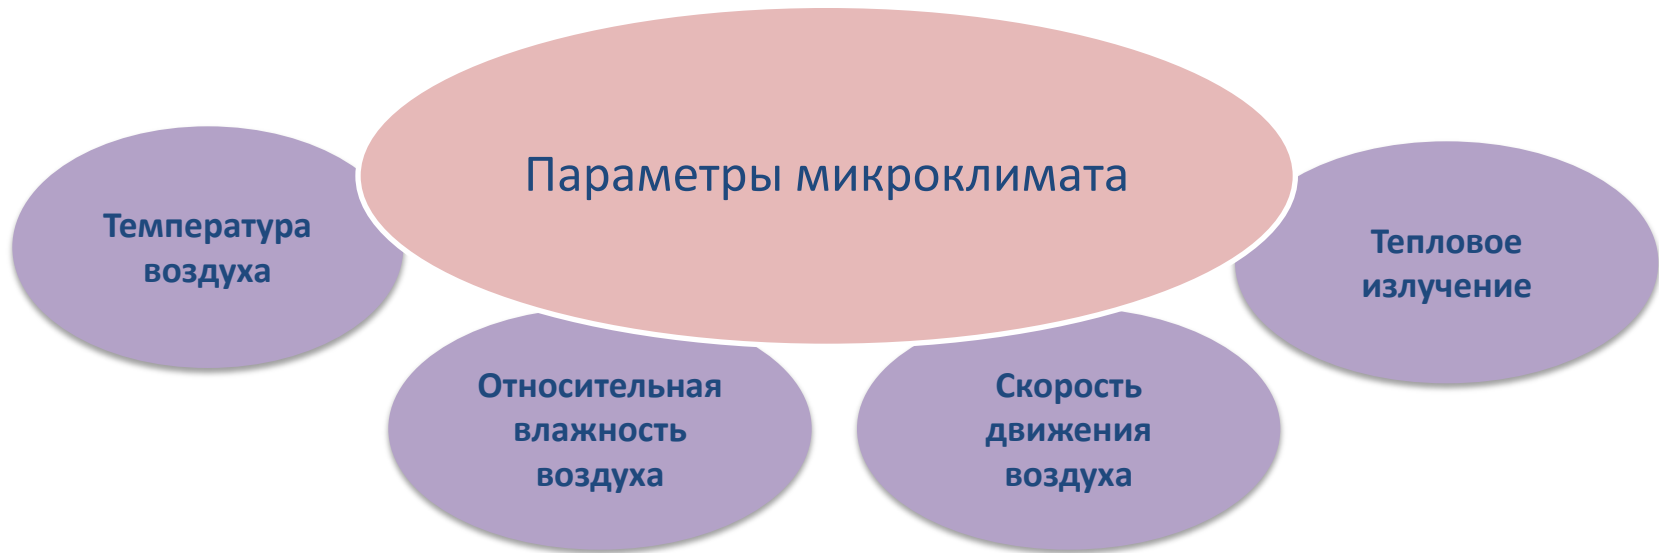 Параметры микроклимата
Температура
воздуха
Относительная
влажность
воздуха
Скорость
движения
воздуха
Тепловое
излучение